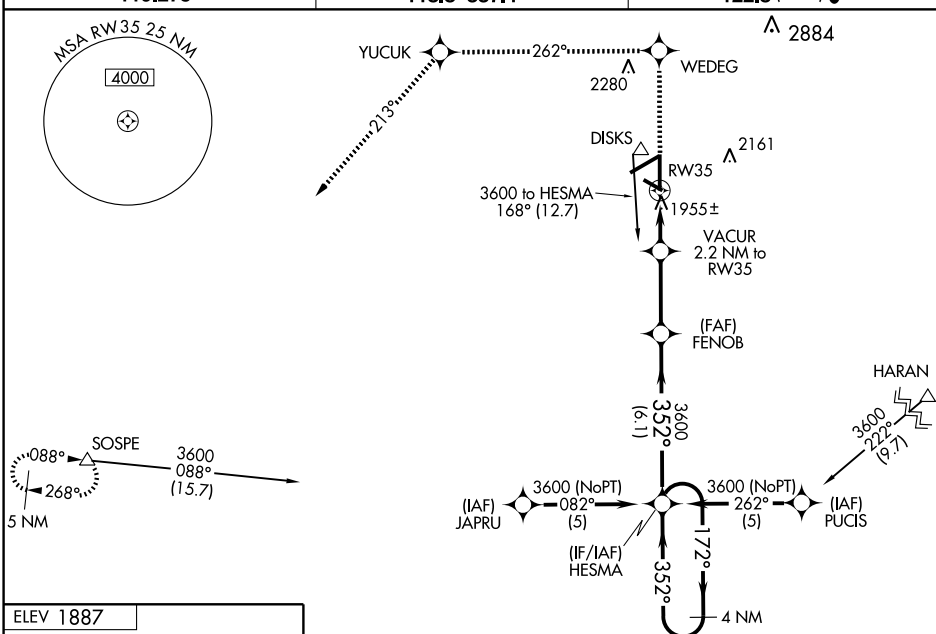 MSA RW35 25 NM
4000
2884
YUCUK
262°
WEDEG
2280
213°
DISKS
2161
RW35
3600 to HESMA
168° (12.7)
1955±
VACUR
2.2 NM to
RW35
(FAF)
FENOB
HARAN
3600
222°
(9.7)
3600
352°
(6.1)
088°
SOSPE
3600
088°
(15.7)
268°
5 NM
3600 (NoPT)
082°
(5)
(IAF)
JAPRU
3600 (NoPT)
262°
(5)
(IAF)
PUCIS
(IF/IAF)
HESMA
172°
352°
4 NM
ELEV 1887